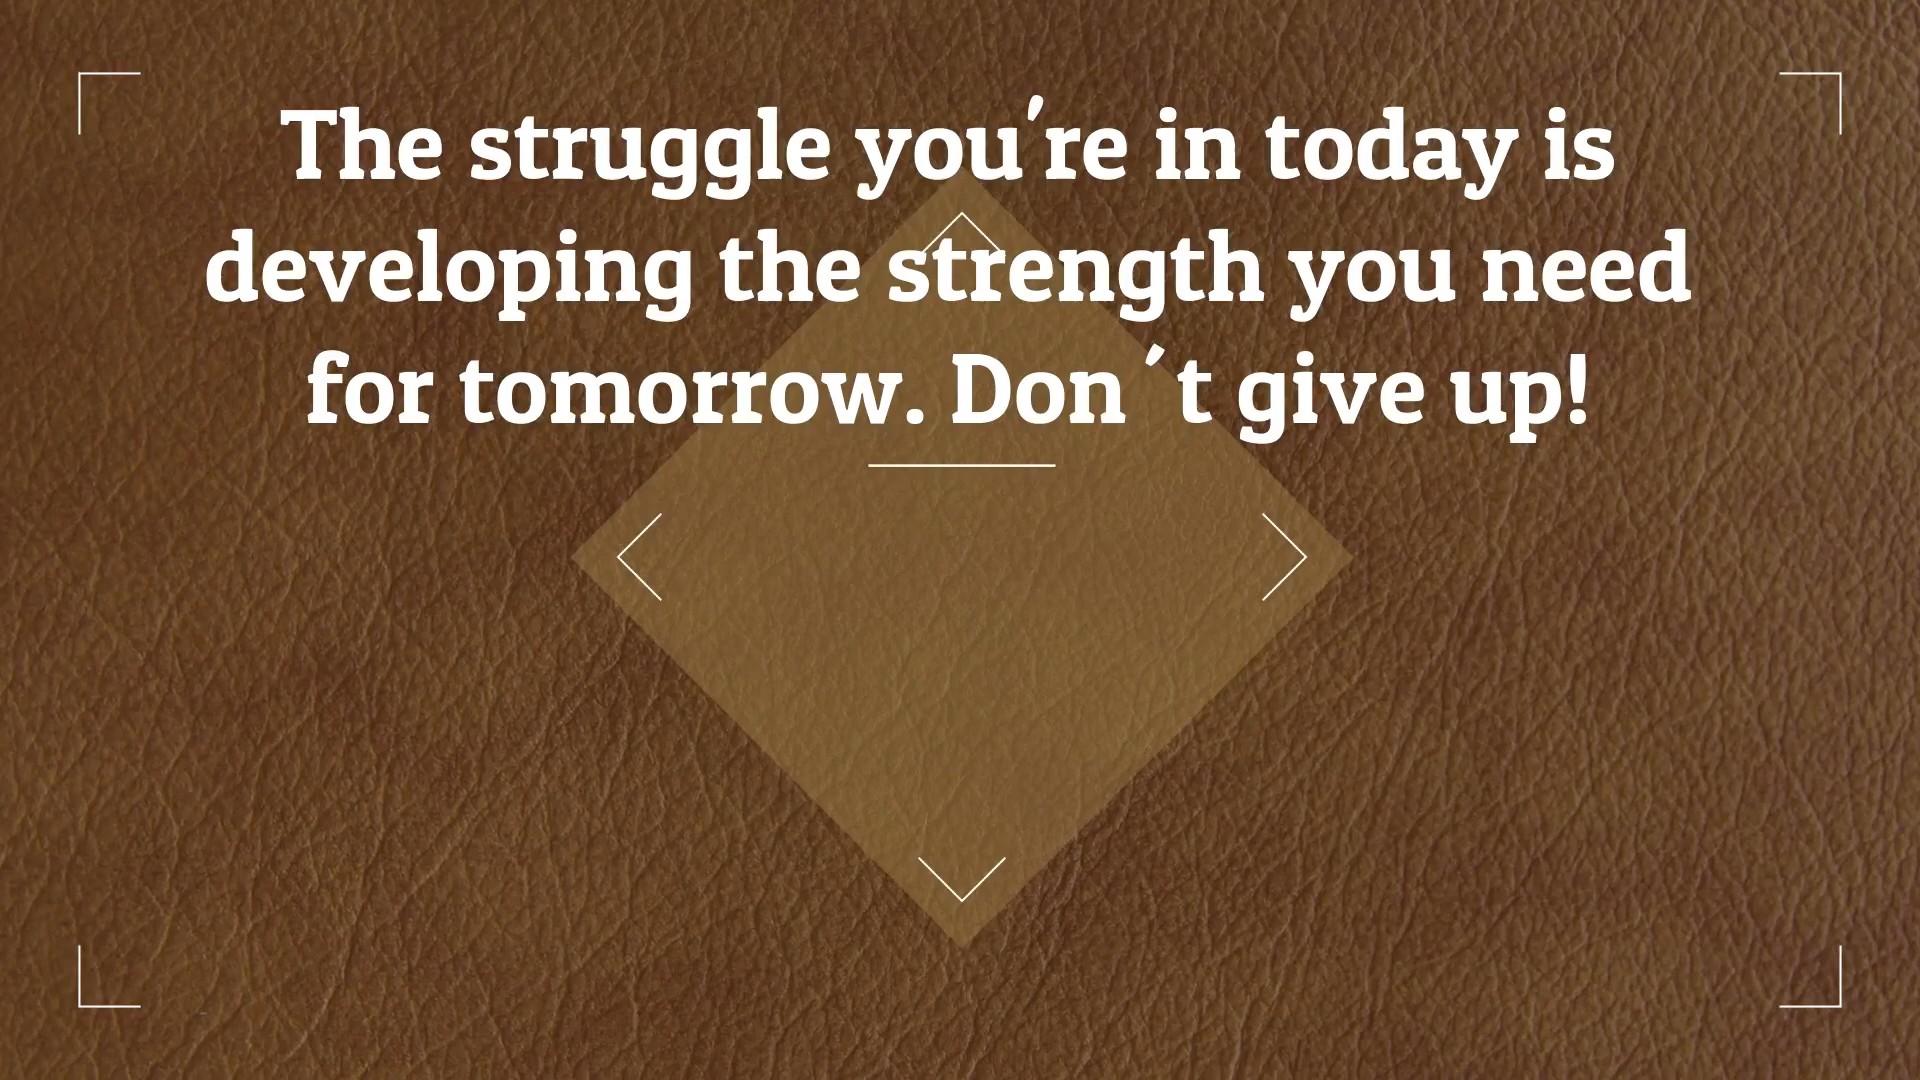 The struggle you're in today is
developing the strength you need
for tomorrow. Don´t give up!